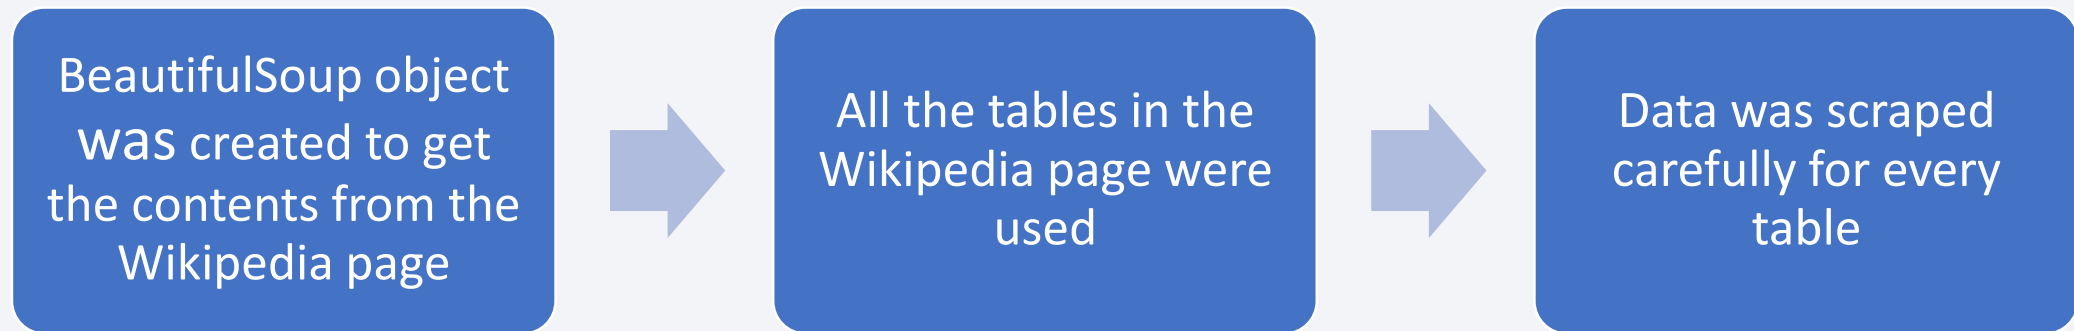 BeautifulSoup object
was created to get
the contents from the
Wikipedia page
All the tables in the
Wikipedia page were
used
Data was scraped
carefully for every
table